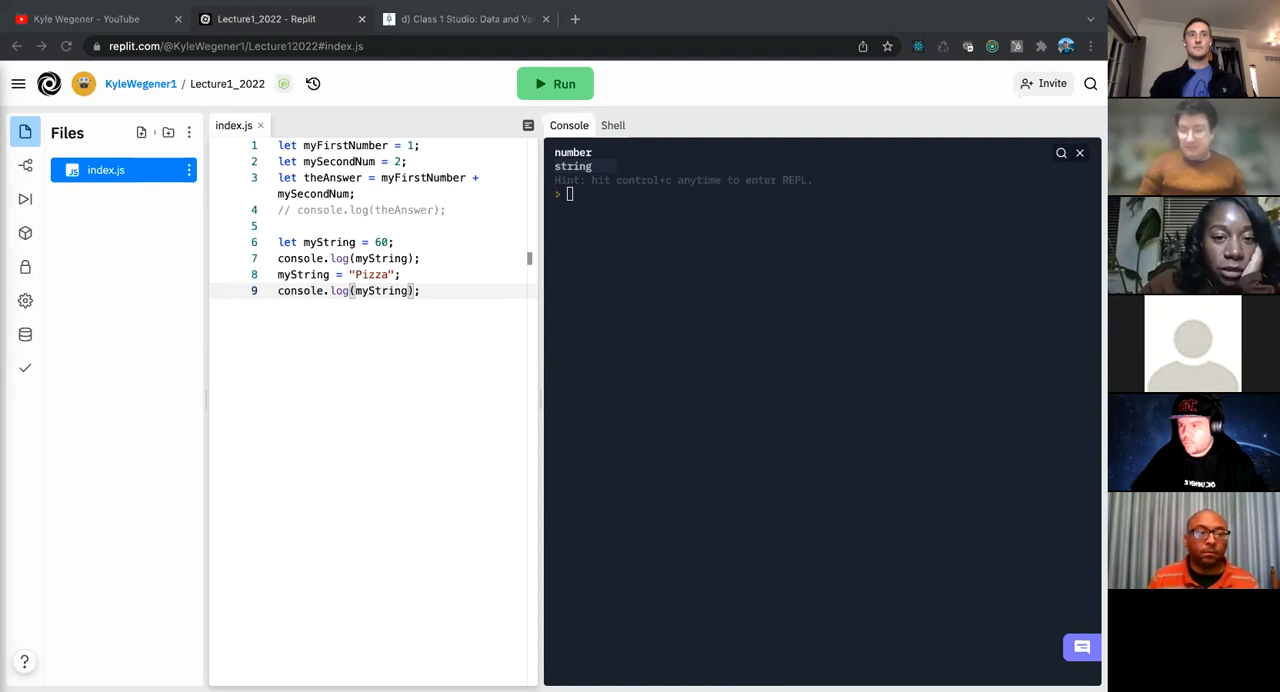 Kyle Wegener - YouTube
Lecture1_2022 - Replit
d) Class 1 Studio: Data and Var
replit.com/@KyleWegener1/Lecture12022#index.js
KyleWegener1 / Lecture1_2022
Run
Invite
Files
index.js
index.js
1 let myFirstNumber = 1;
2 let mySecondNum = 2;
3 let theAnswer = myFirstNumber +
mySecondNum;
4 // console.log(theAnswer);
5
6 let myString = 60;
7 console.log(myString);
8 myString = "Pizza";
9 console.log(myString);
Console
Shell
number
string
Hint: hit control+c anytime to enter REPL.
>
?